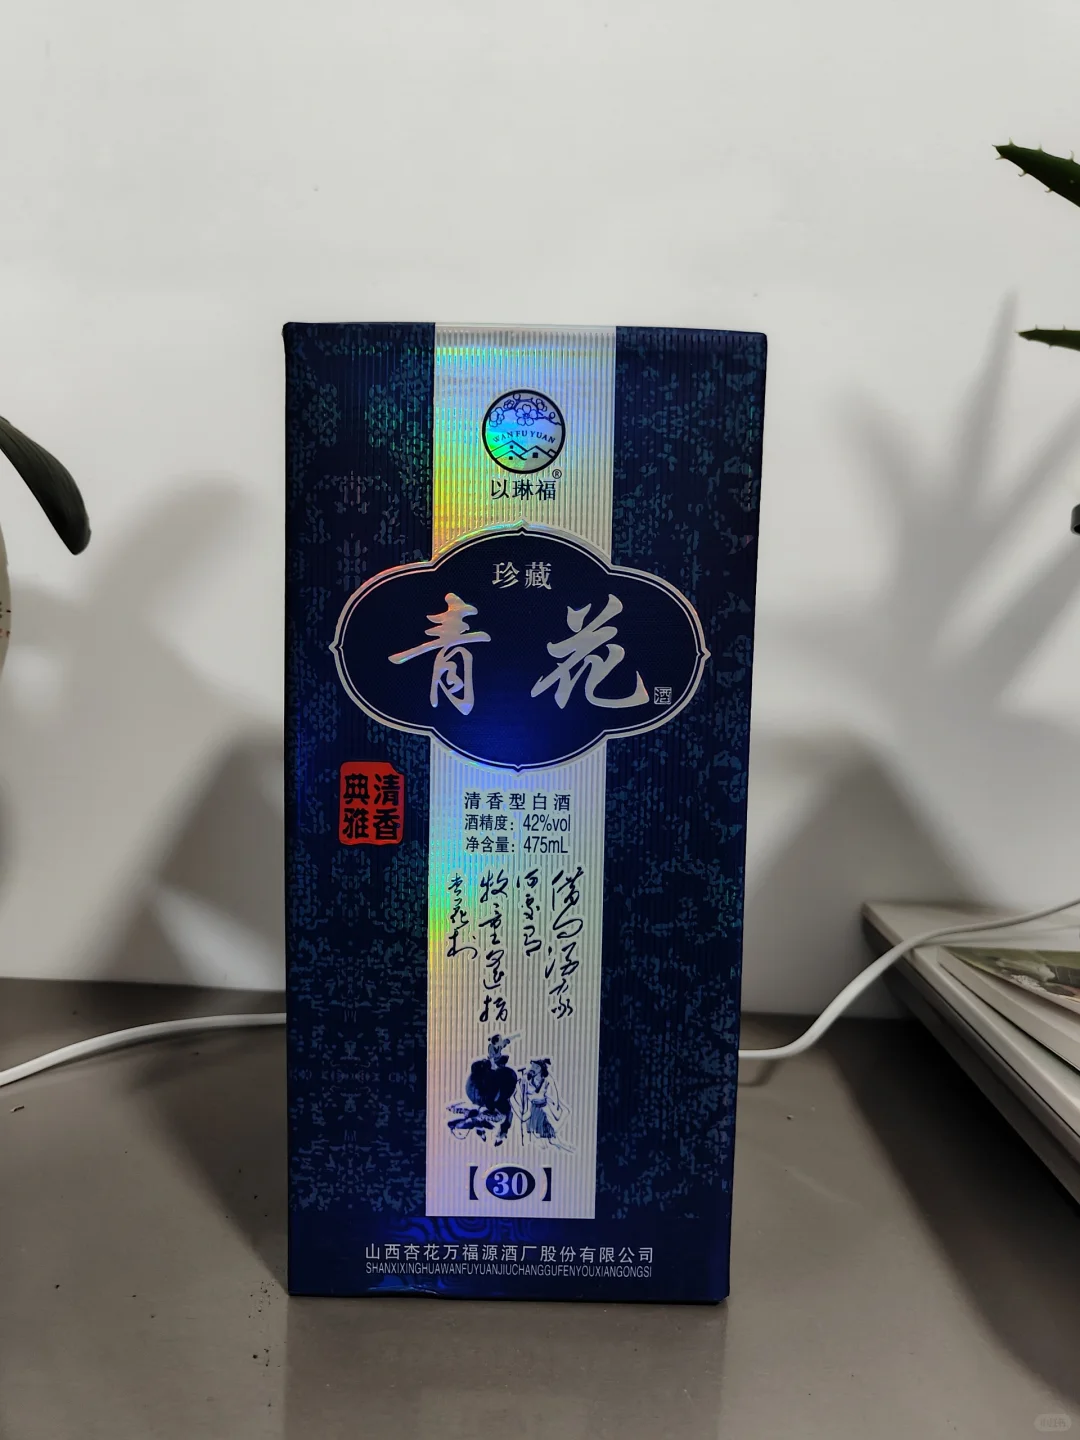 WANFUYUAN
以琳福®
珍藏
青花
酒
清香
典雅
清香型白酒
酒精度：42%vol
净含量：475mL
借问酒家
何处有
牧童遥指
杏花村
【30】
山西杏花万福源酒厂股份有限公司
SHANXIXINGHUAWANFUYUANJIUCHANGGUFENYOUXIANGONGSI